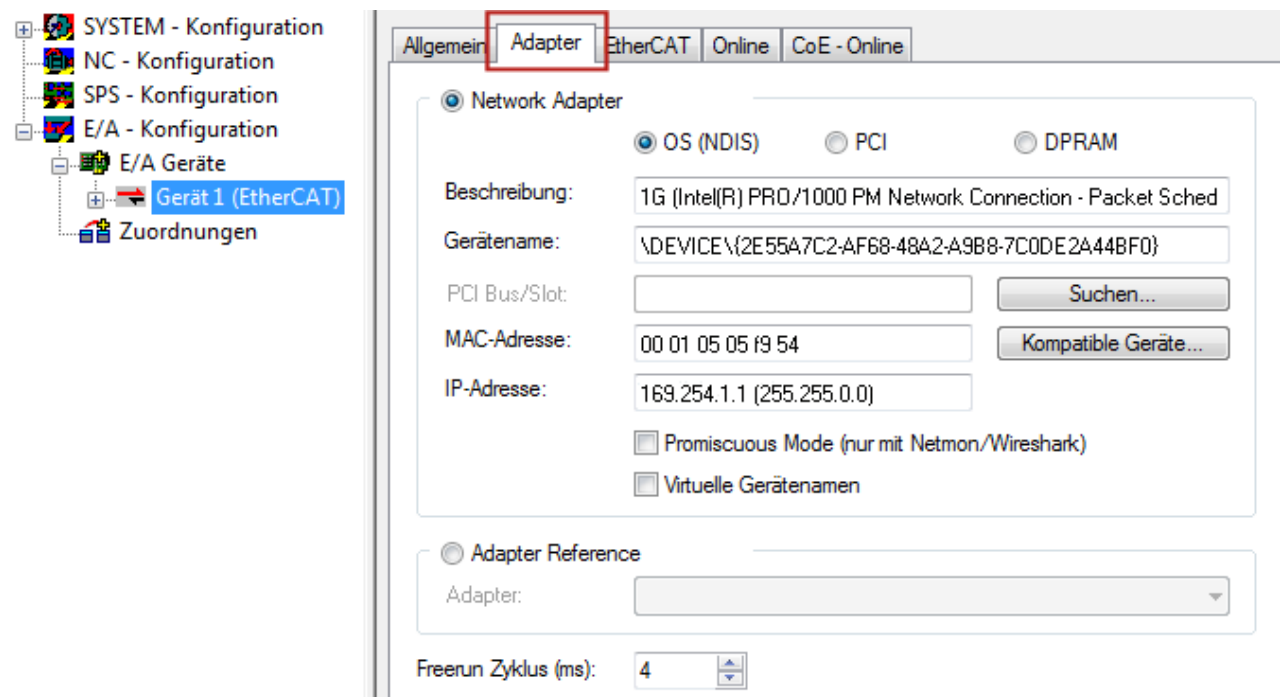 SYSTEM - Konfiguration
NC - Konfiguration
SPS - Konfiguration
E/A - Konfiguration
E/A Geräte
Gerät 1 (EtherCAT)
Zuordnungen
Allgemein Adapter EtherCAT Online CoE - Online
Network Adapter
OS (NDIS) PCI DPRAM
Beschreibung: 1G (Intel(R) PRO/1000 PM Network Connection - Packet Sched
Gerätename: \DEVICE\{2E55A7C2-AF68-48A2-A9B8-7C0DE2A44BF0}
PCI Bus/Slot: Suchen...
MAC-Adresse: 00 01 05 05 f9 54 Kompatible Geräte...
IP-Adresse: 169.254.1.1 (255.255.0.0)
Promiscuous Mode (nur mit Netmon/Wireshark)
Virtuelle Gerätenamen
Adapter Reference
Adapter:
Freerun Zyklus (ms): 4